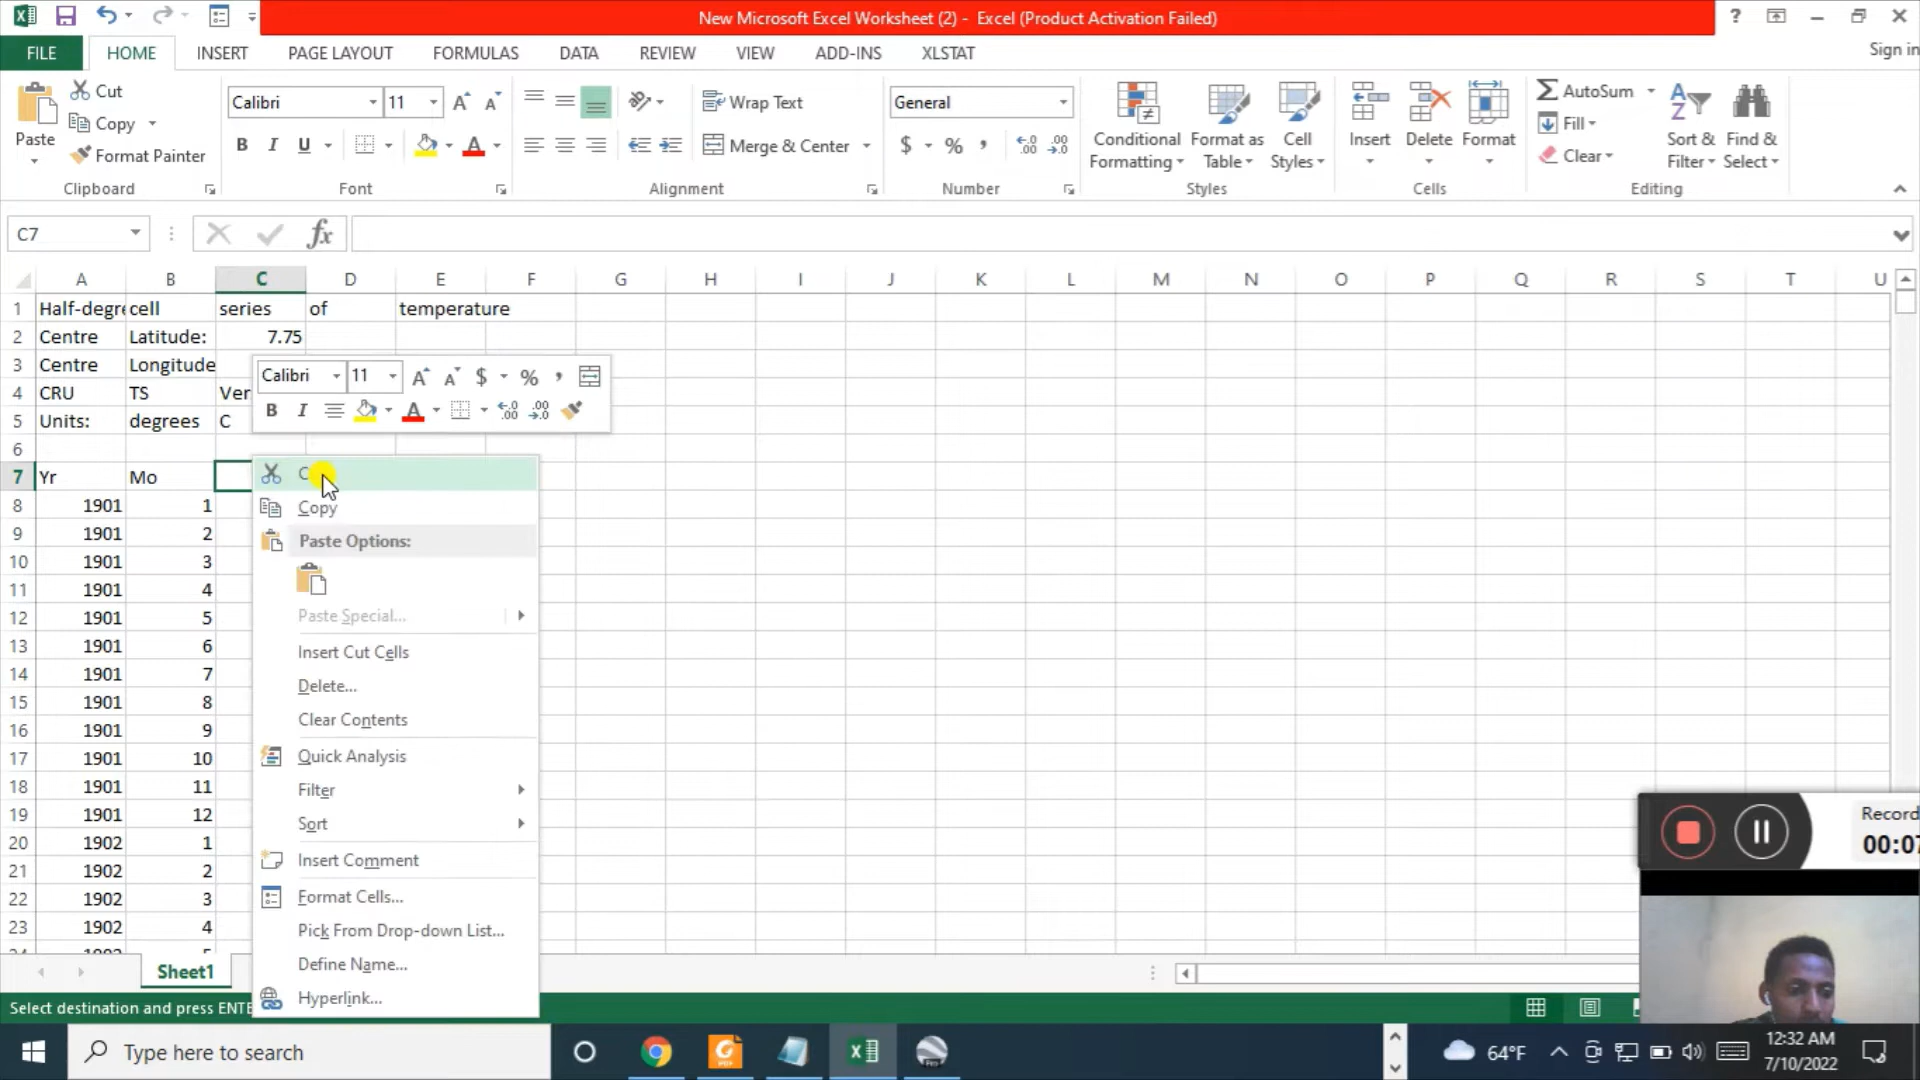 New Microsoft Excel Worksheet (2) - Excel (Product Activation Failed)
FILE HOME INSERT PAGE LAYOUT FORMULAS DATA REVIEW VIEW ADD-INS XLSTAT Sign in
Paste Cut
Copy
Format Painter
Clipboard
Calibri 11
B I U A
Font
Wrap Text
Merge & Center
Alignment
General
$ % ,
Number
Conditional Formatting
Format as Table
Cell Styles
Styles
Insert Delete Format
Cells
AutoSum
Fill
Clear
Sort & Filter
Find & Select
Editing
C7 fx
A B C D E F G H I J K L M N O P Q R S T U
1 Half-degre cell series of temperature
2 Centre Latitude: 7.75
3 Centre Longitude
4 CRU TS Ver
5 Units: degrees C
6
7 Yr Mo
8 1901 1
9 1901 2
10 1901 3
11 1901 4
12 1901 5
13 1901 6
14 1901 7
15 1901 8
16 1901 9
17 1901 10
18 1901 11
19 1901 12
20 1902 1
21 1902 2
22 1902 3
23 1902 4
Calibri 11 $ % ,
B I A
Copy
Paste Options:
Paste Special...
Insert Cut Cells
Delete...
Clear Contents
Quick Analysis
Filter
Sort
Insert Comment
Format Cells...
Pick From Drop-down List...
Define Name...
Hyperlink...
Sheet1
Select destination and press ENTE
Record
00:07
Type here to search
64°F
12:32 AM
7/10/2022